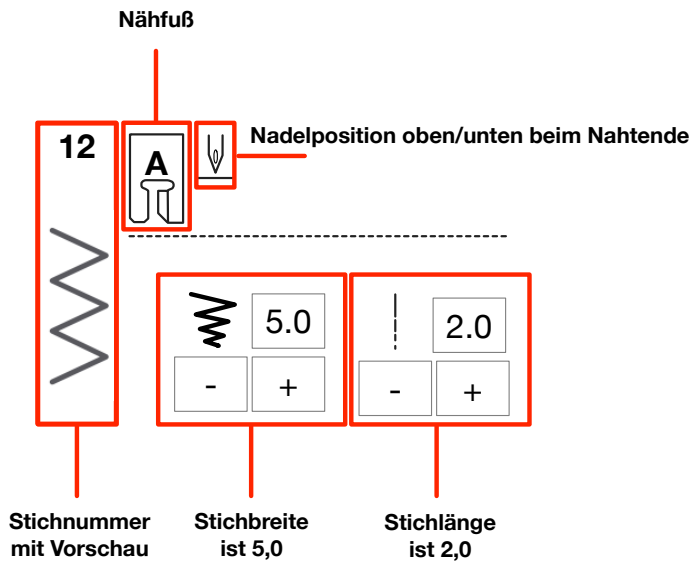 Nähfuß
Nadelposition oben/unten beim Nahtende
12
A
5.0
2.0
- +
- +
Stichnummer
mit Vorschau
Stichbreite
ist 5,0
Stichlänge
ist 2,0